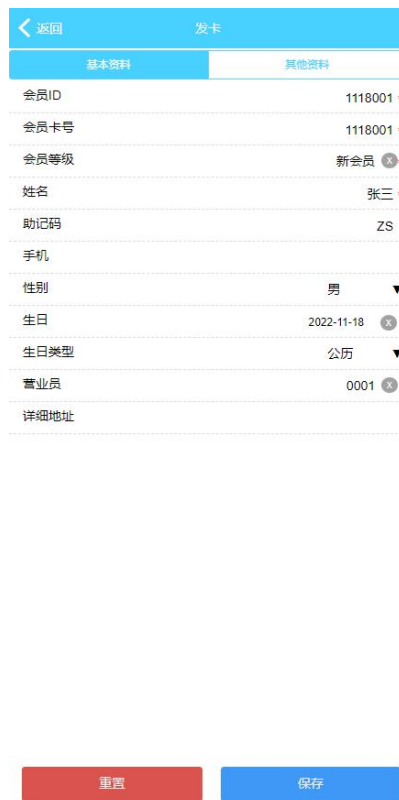 返回 发卡
基本资料 其他资料
会员ID 1118001 *
会员卡号 1118001 *
会员等级 新会员 X
姓名 张三 *
助记码 ZS
手机
性别 男 ▼
生日 2022-11-18 X
生日类型 公历 ▼
营业员 0001 X
详细地址
重置 保存